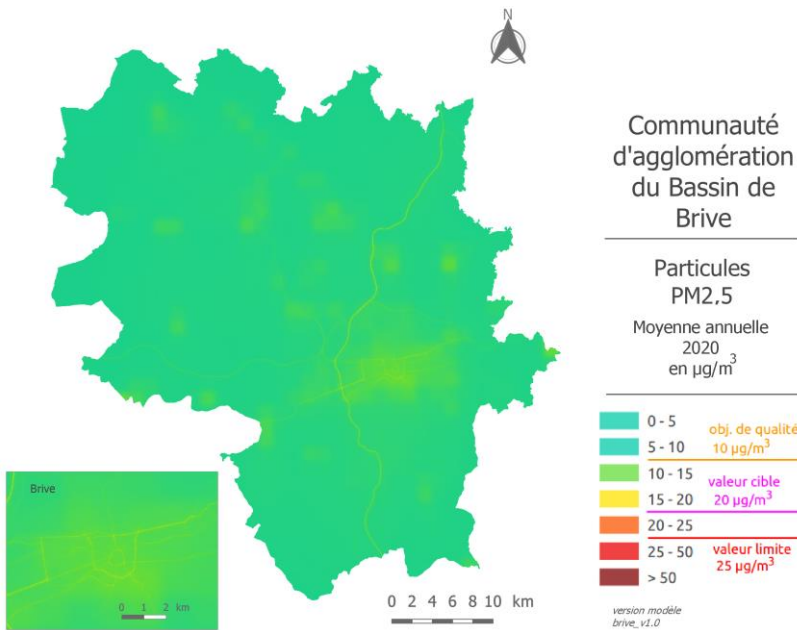 N
Communauté
d'agglomération
du Bassin de
Brive
Particules
PM2,5
Moyenne annuelle
2020
en µg/m³
0 - 5
obj. de qualité
5 - 10
10 µg/m³
10 - 15
valeur cible
15 - 20
20 µg/m³
20 - 25
25 - 50
valeur limite
25 µg/m³
> 50
version modèle
brive_v1.0
Brive
0 1 2 km
0 2 4 6 8 10 km